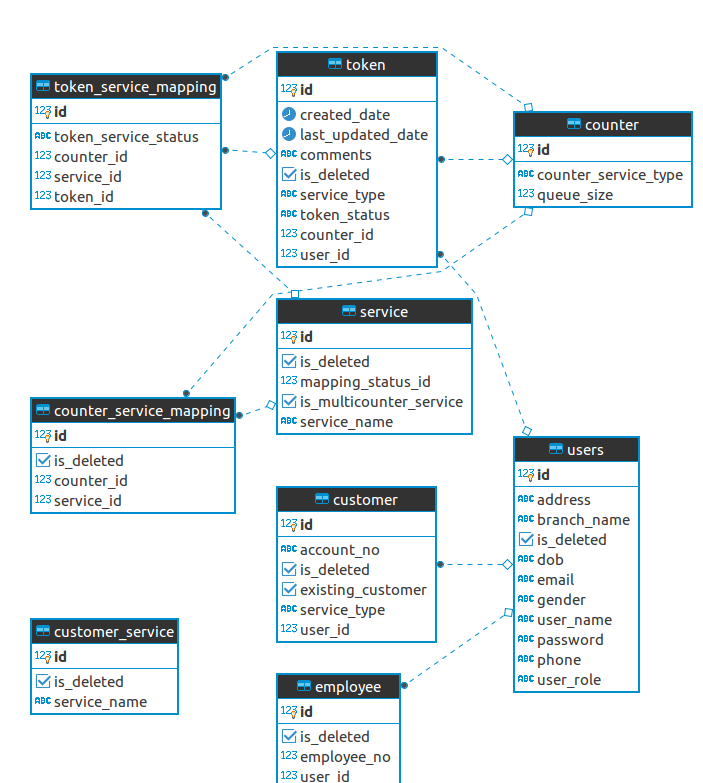 token_service_mapping
123 id
ABC token_service_status
123 counter_id
123 service_id
123 token_id
token
123 id
created_date
last_updated_date
ABC comments
is_deleted
ABC service_type
ABC token_status
123 counter_id
123 user_id
counter
123 id
ABC counter_service_type
123 queue_size
service
123 id
is_deleted
123 mapping_status_id
is_multicounter_service
ABC service_name
counter_service_mapping
123 id
is_deleted
123 counter_id
123 service_id
users
123 id
ABC address
ABC branch_name
is_deleted
ABC dob
ABC email
ABC gender
ABC user_name
ABC password
ABC phone
ABC user_role
customer
123 id
ABC account_no
is_deleted
existing_customer
ABC service_type
123 user_id
customer_service
123 id
is_deleted
ABC service_name
employee
123 id
is_deleted
123 employee_no
123 user_id